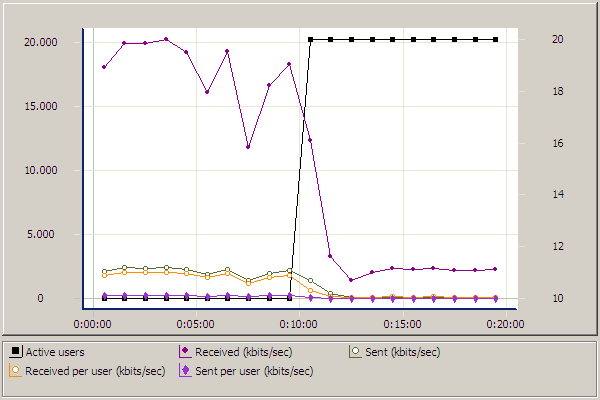 20.000 20
15.000 18
16
10.000 14
5.000 12
0 10
0:00:00 0:05:00 0:10:00 0:15:00 0:20:00
Active users Received (kbits/sec) Sent (kbits/sec)
Received per user (kbits/sec) Sent per user (kbits/sec)